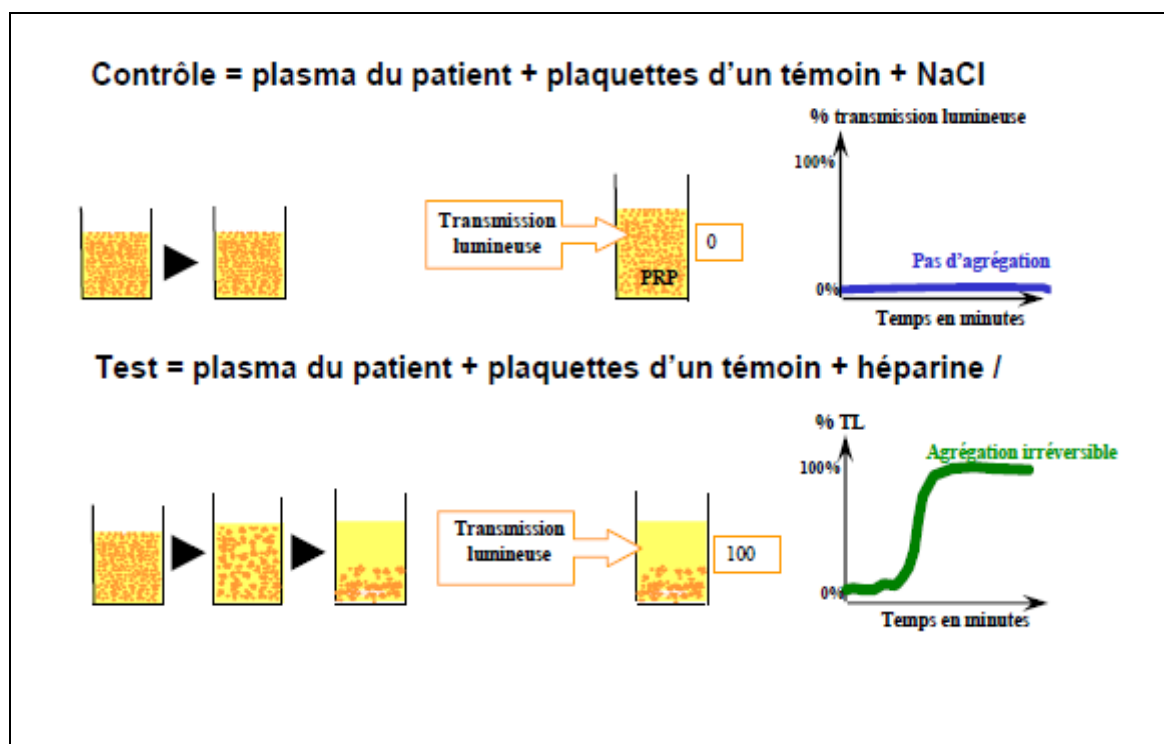 Contrôle = plasma du patient + plaquettes d'un témoin + NaCl
% transmission lumineuse
100%
Transmission
lumineuse
0
PRP
Pas d'agrégation
0%
Temps en minutes
Test = plasma du patient + plaquettes d'un témoin + héparine /
% TL
Agrégation irréversible
100%
Transmission
lumineuse
100
0%
Temps en minutes